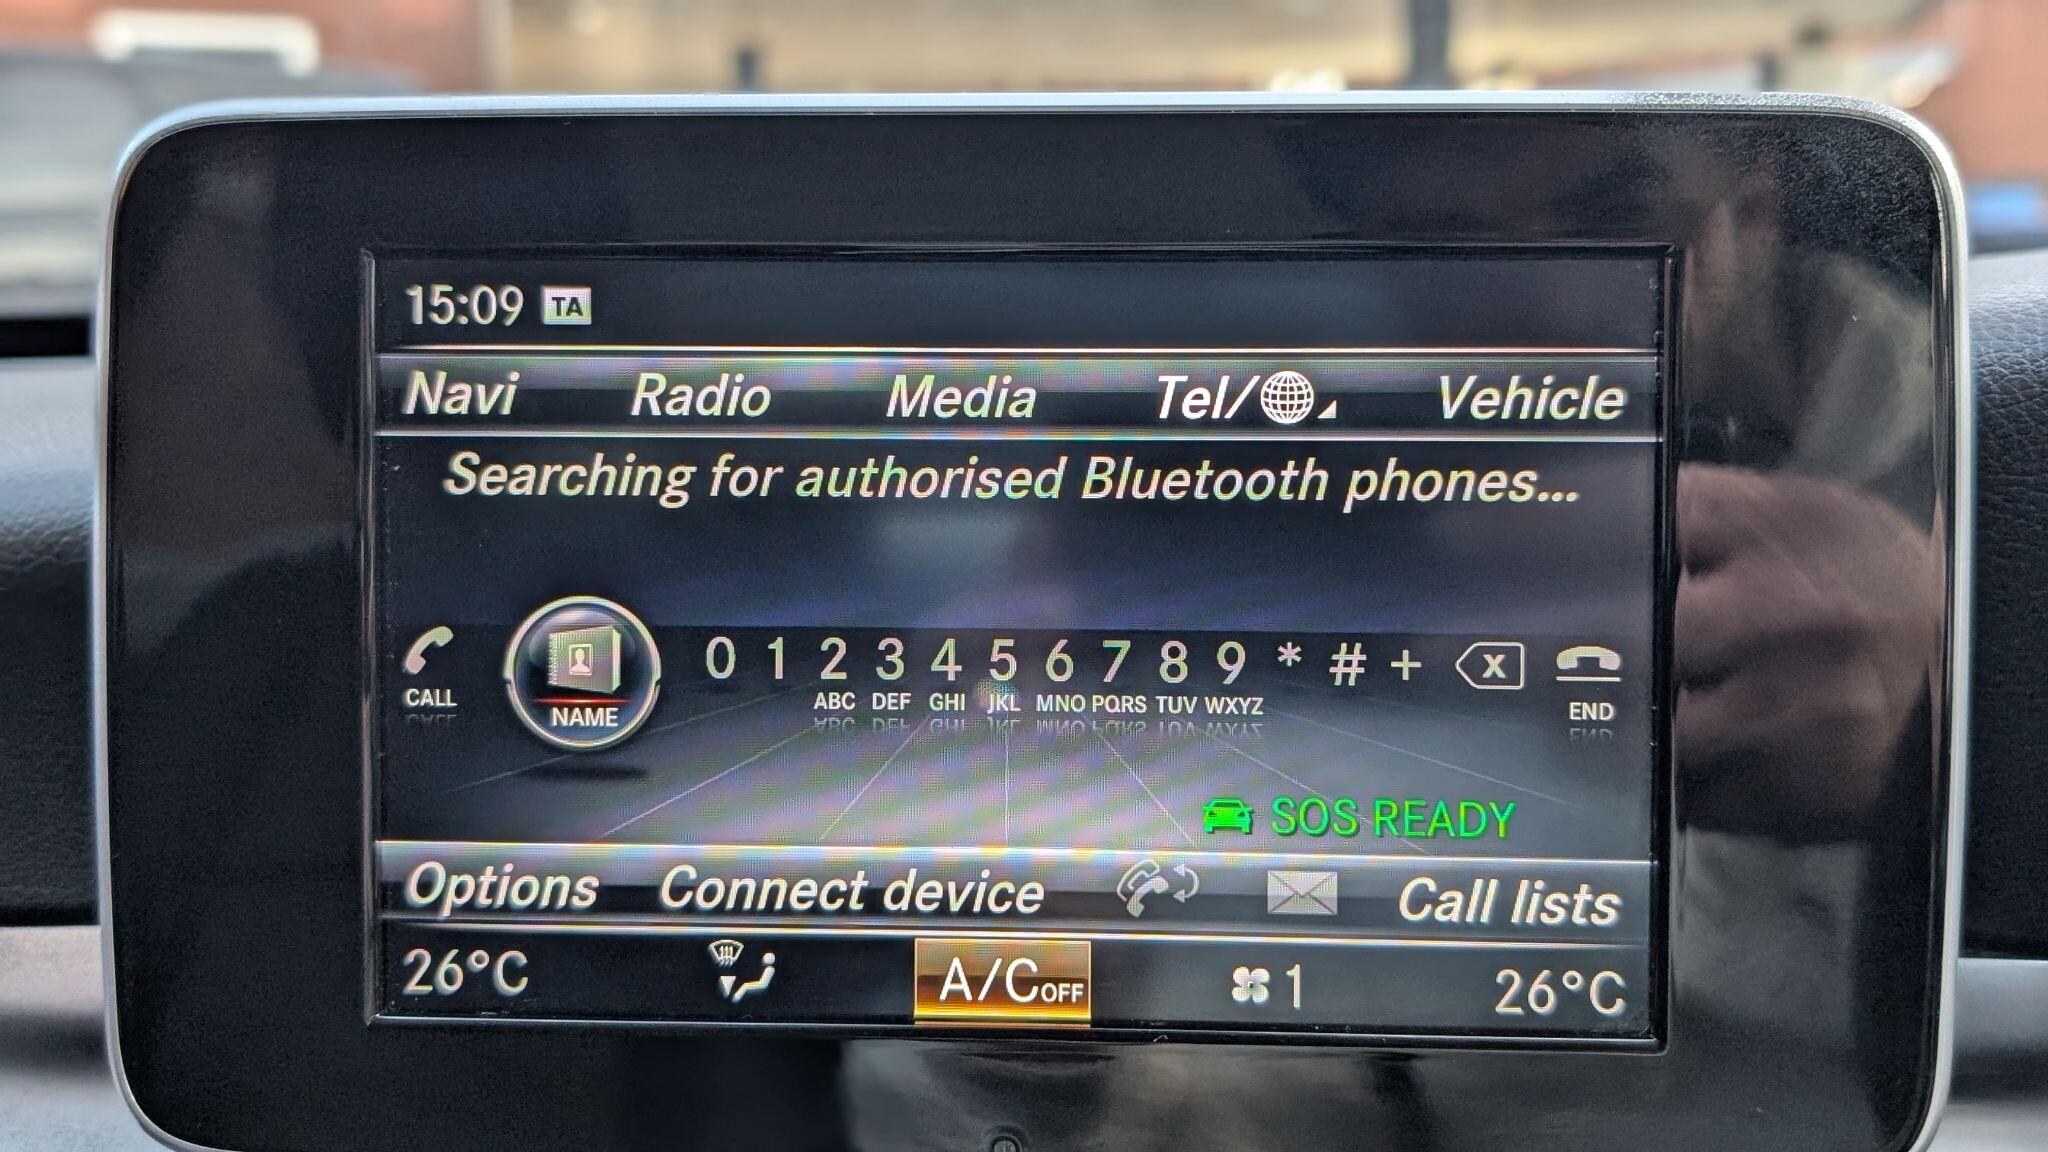 15:09 TA
Navi Radio Media Tel/ Vehicle
Searching for authorised Bluetooth phones...
0 1 2 3 4 5 6 7 8 9 * # + X
CALL NAME ABC DEF GHI JKL MNO PQRS TUV WXYZ END
SOS READY
Options Connect device Call lists
26°C A/C OFF 1 26°C